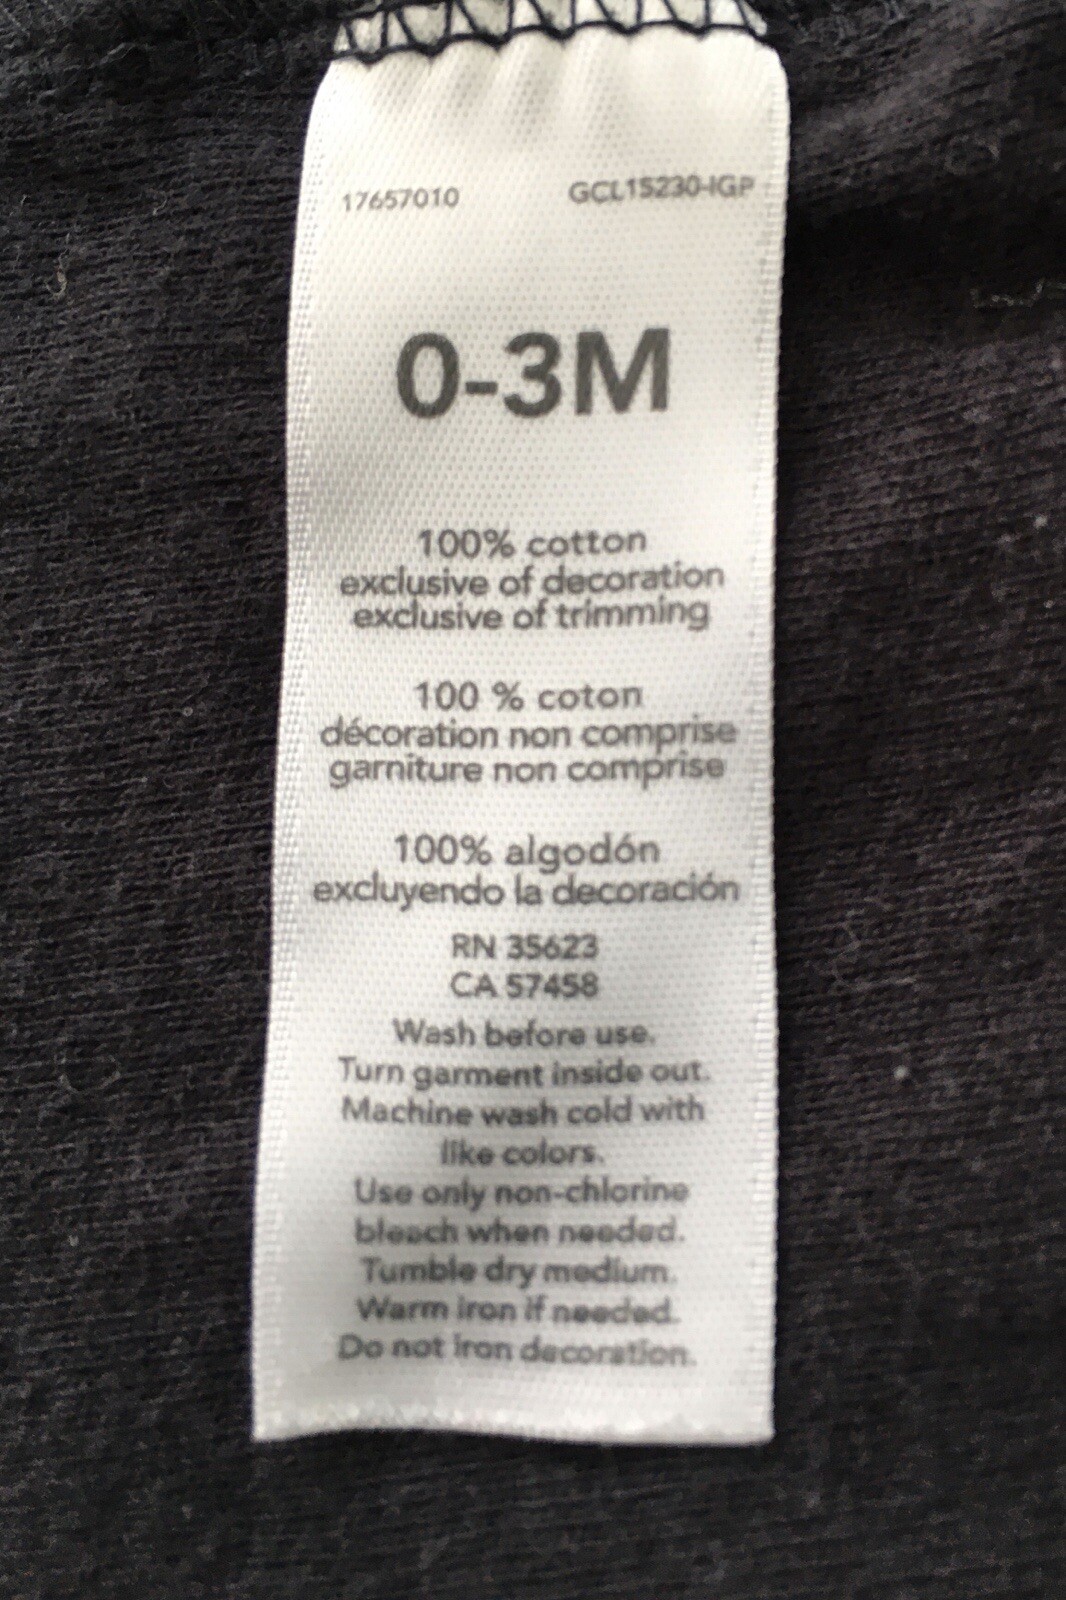 17657010 GCL15230-IGP
0-3M
100% cotton
exclusive of decoration
exclusive of trimming
100 % coton
décoration non comprise
garniture non comprise
100% algodón
excluyendo la decoración
RN 35623
CA 57458
Wash before use.
Turn garment inside out.
Machine wash cold with
like colors.
Use only non-chlorine
bleach when needed.
Tumble dry medium.
Warm iron if needed.
Do not iron decoration.